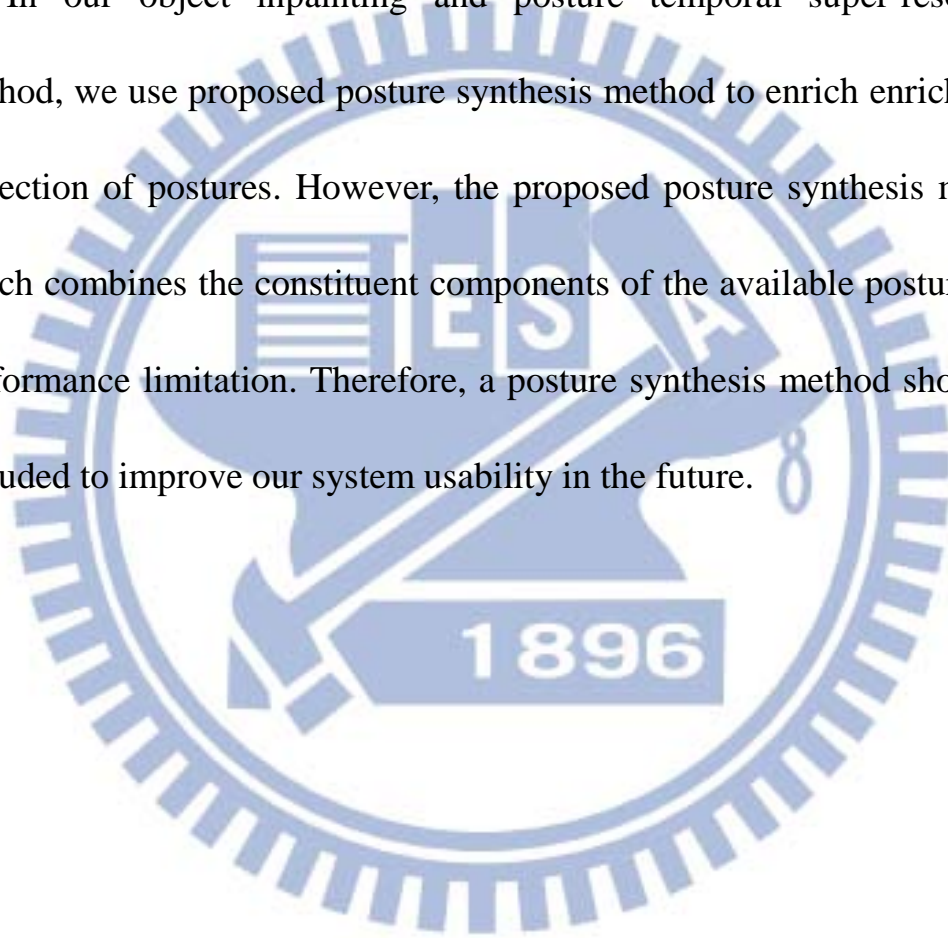 In our object inpainting and posture temporal super-reso
hod, we use proposed posture synthesis method to enrich enrich
ection of postures. However, the proposed posture synthesis
ch combines the constituent components of the available postur
ESA
formance limitation. Therefore, a posture synthesis method sho
uded to improve our system usability in the future.
1896